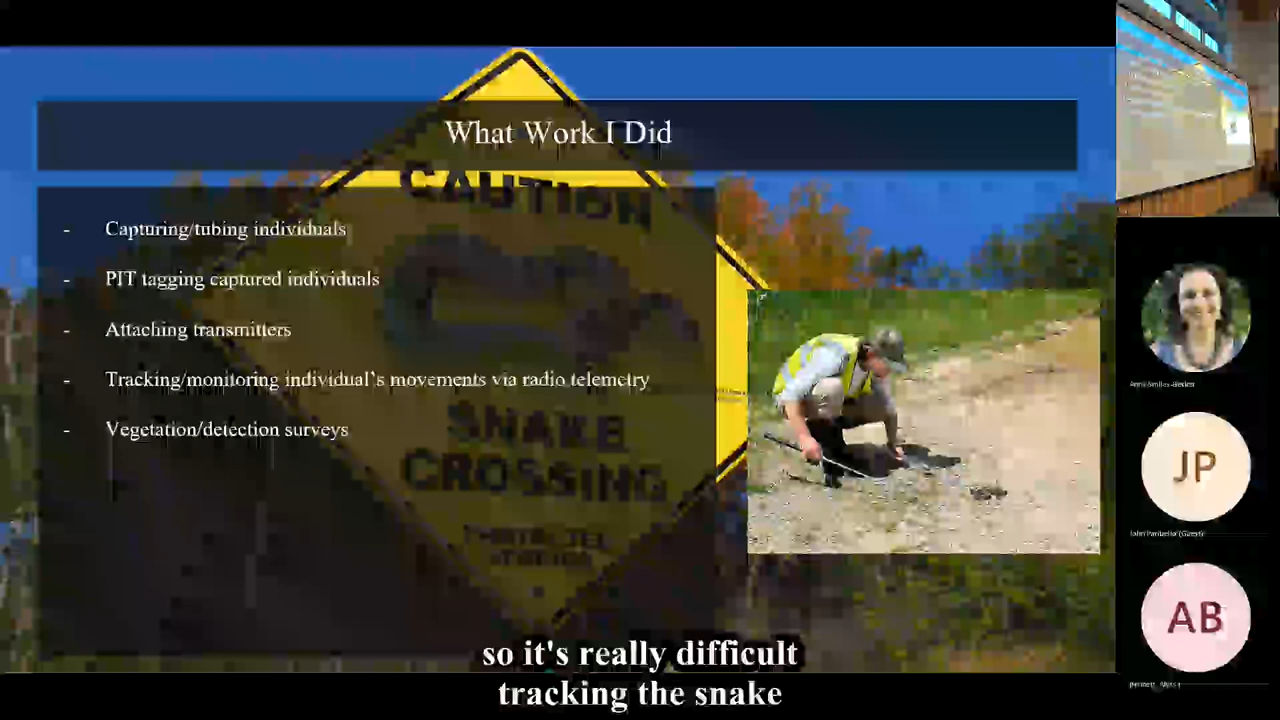 What Work I Did
CAUTION
- Capturing/tubing individuals
- PIT tagging captured individuals
- Attaching transmitters
- Tracking/monitoring individual's movements via radio telemetry
- Vegetation/detection surveys
SNAKE
CROSSING
JP
AB
so it's really difficult
tracking the snake